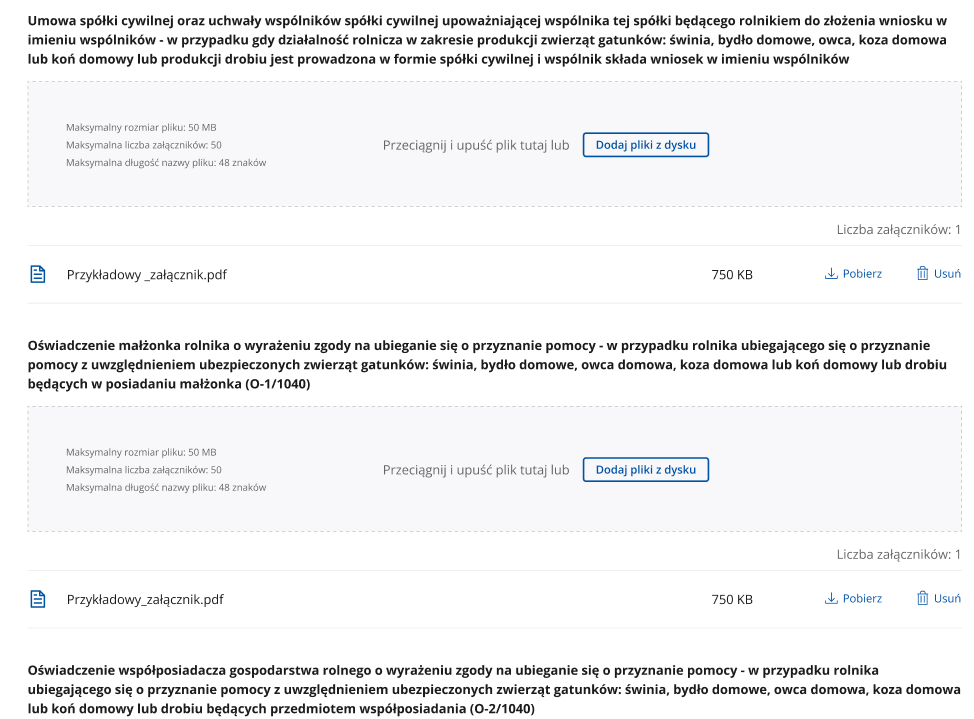 Umowa spółki cywilnej oraz uchwały wspólników spółki cywilnej upoważniającej wspólnika tej spółki będącego rolnikiem do złożenia wniosku w
imieniu wspólników - w przypadku gdy działalność rolnicza w zakresie produkcji zwierząt gatunków: świnia, bydło domowe, owca, koza domowa
lub koń domowy lub produkcji drobiu jest prowadzona w formie spółki cywilnej i wspólnik składa wniosek w imieniu wspólników
Maksymalny rozmiar pliku: 50 MB
Maksymalna liczba załączników: 50
Maksymalna długość nazwy pliku: 48 znaków
Przeciągnij i upuść plik tutaj lub
Dodaj pliki z dysku
Liczba załączników: 1
Przykładowy _załącznik.pdf 750 KB Pobierz Usuń
Oświadczenie małżonka rolnika o wyrażeniu zgody na ubieganie się o przyznanie pomocy - w przypadku rolnika ubiegającego się o przyznanie
pomocy z uwzględnieniem ubezpieczonych zwierząt gatunków: świnia, bydło domowe, owca domowa, koza domowa lub koń domowy lub drobiu
będących w posiadaniu małżonka (O-1/1040)
Maksymalny rozmiar pliku: 50 MB
Maksymalna liczba załączników: 50
Maksymalna długość nazwy pliku: 48 znaków
Przeciągnij i upuść plik tutaj lub
Dodaj pliki z dysku
Liczba załączników: 1
Przykładowy_załącznik.pdf 750 KB Pobierz Usuń
Oświadczenie współposiadacza gospodarstwa rolnego o wyrażeniu zgody na ubieganie się o przyznanie pomocy - w przypadku rolnika
ubiegającego się o przyznanie pomocy z uwzględnieniem ubezpieczonych zwierząt gatunków: świnia, bydło domowe, owca domowa, koza domowa
lub koń domowy lub drobiu będących przedmiotem współposiadania (O-2/1040)